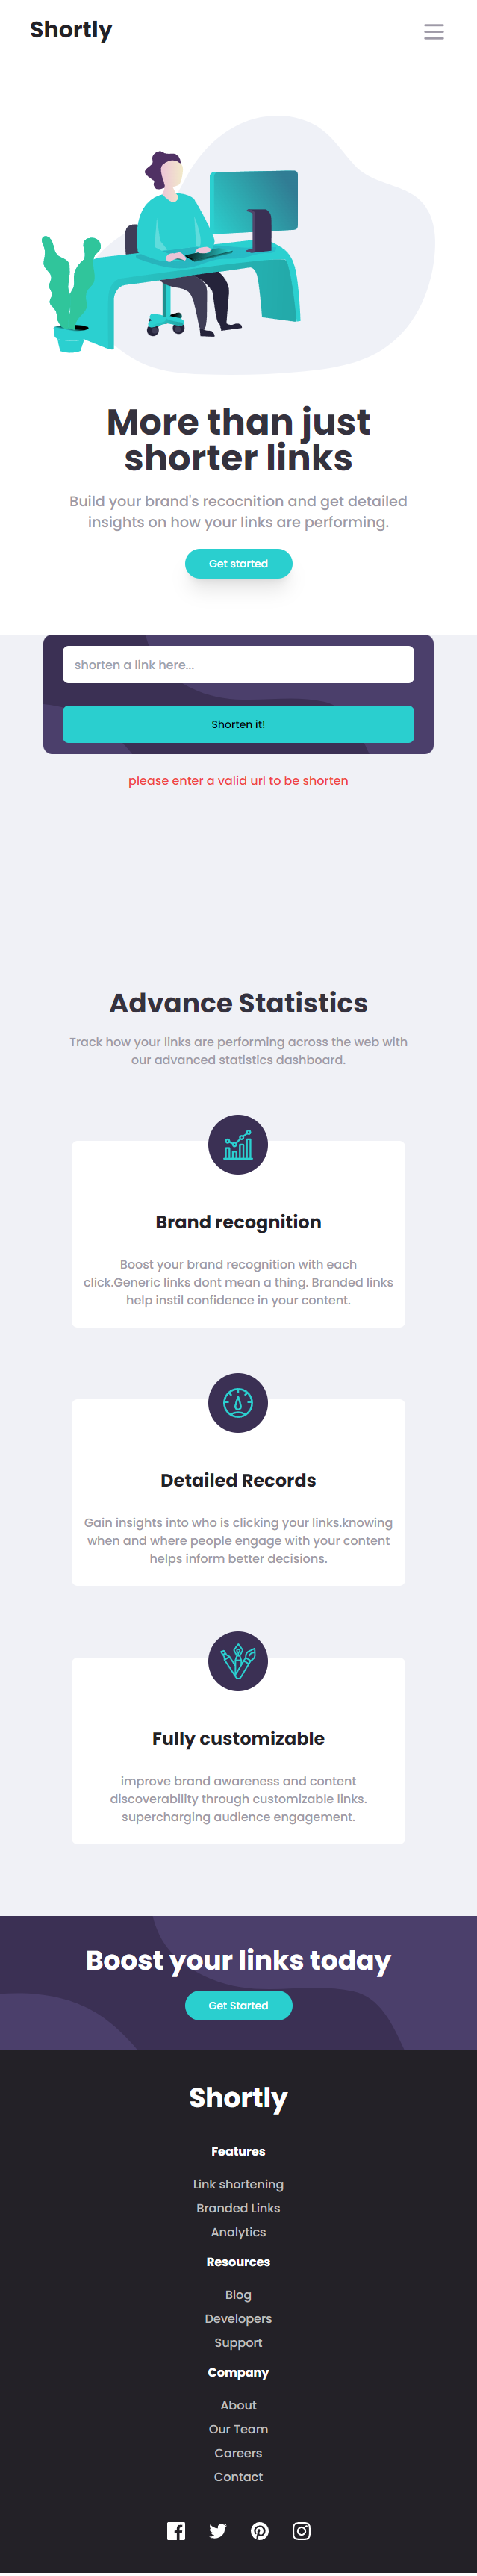 Shortly
More than just
shorter links
Build your brand's recocnition and get detailed
insights on how your links are performing.
Get started
shorten a link here...
Shorten it!
please enter a valid url to be shorten
Advance Statistics
Track how your links are performing across the web with
our advanced statistics dashboard.
Brand recognition
Boost your brand recognition with each
click.Generic links dont mean a thing. Branded links
help instil confidence in your content.
Detailed Records
Gain insights into who is clicking your links.knowing
when and where people engage with your content
helps inform better decisions.
Fully customizable
improve brand awareness and content
discoverability through customizable links.
supercharging audience engagement.
Boost your links today
Get Started
Shortly
Features
Link shortening
Branded Links
Analytics
Resources
Blog
Developers
Support
Company
About
Our Team
Careers
Contact